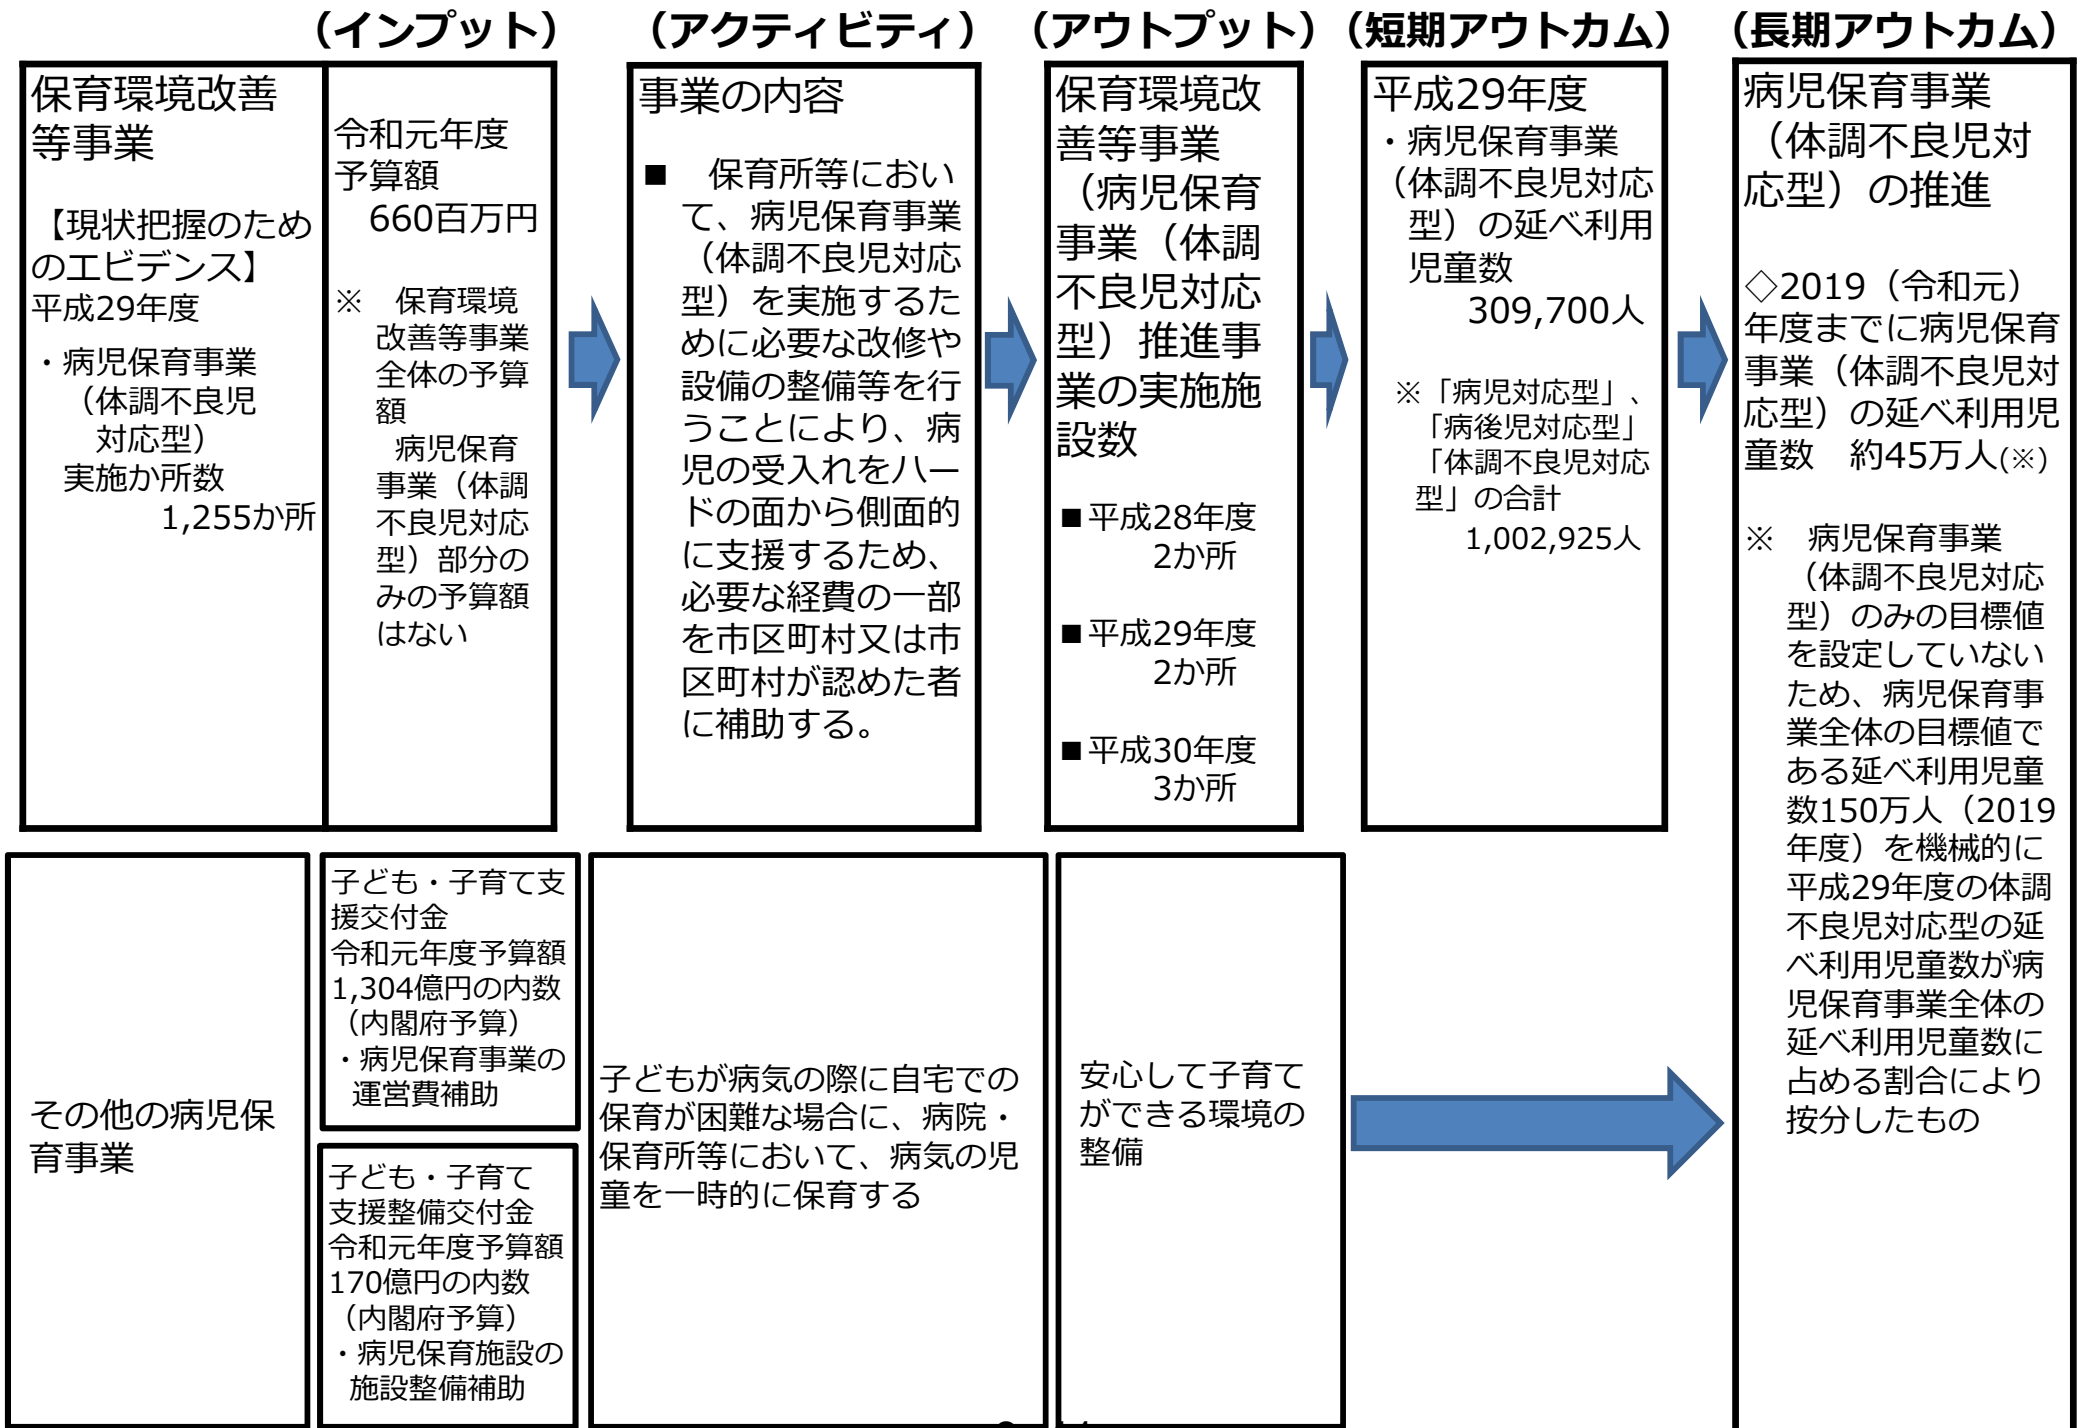 （インプット）
（アクティビティ）
（アウトプット）
（短期アウトカム）
（長期アウトカム）
保育環境改善
等事業
【現状把握のため
のエビデンス】
平成29年度
・病児保育事業
（体調不良児
対応型）
実施か所数
1,255か所
令和元年度
予算額
660百万円
※　保育環境
改善等事業
全体の予算
額
病児保育
事業（体調
不良児対応
型）部分の
みの予算額
はない
事業の内容
■　保育所等におい
て、病児保育事業
（体調不良児対応
型）を実施するた
めに必要な改修や
設備の整備等を行
うことにより、病
児の受入れをハー
ドの面から側面的
に支援するため、
必要な経費の一部
を市区町村又は市
区町村が認めた者
に補助する。
保育環境改
善等事業
（病児保育
事業（体調
不良児対応
型）推進事
業の実施施
設数
■平成28年度
2か所
■平成29年度
2か所
■平成30年度
3か所
平成29年度
・病児保育事業
（体調不良児対応
型）の延べ利用
児童数
309,700人
※「病児対応型」、
「病後児対応型」
「体調不良児対応
型」の合計
1,002,925人
病児保育事業
（体調不良児対
応型）の推進
◇2019（令和元）
年度までに病児保育
事業（体調不良児対
応型）の延べ利用児
童数　約45万人(※)
※　病児保育事業
（体調不良児対応
型）のみの目標値
を設定していない
ため、病児保育事
業全体の目標値で
ある延べ利用児童
数150万人（2019
年度）を機械的に
平成29年度の体調
不良児対応型の延
べ利用児童数が病
児保育事業全体の
延べ利用児童数に
占める割合により
按分したもの
その他の病児保
育事業
子ども・子育て支
援交付金
令和元年度予算額
1,304億円の内数
（内閣府予算）
・病児保育事業の
運営費補助
子ども・子育て
支援整備交付金
令和元年度予算額
170億円の内数
（内閣府予算）
・病児保育施設の
施設整備補助
子どもが病気の際に自宅での
保育が困難な場合に、病院・
保育所等において、病気の児
童を一時的に保育する
安心して子育て
ができる環境の
整備